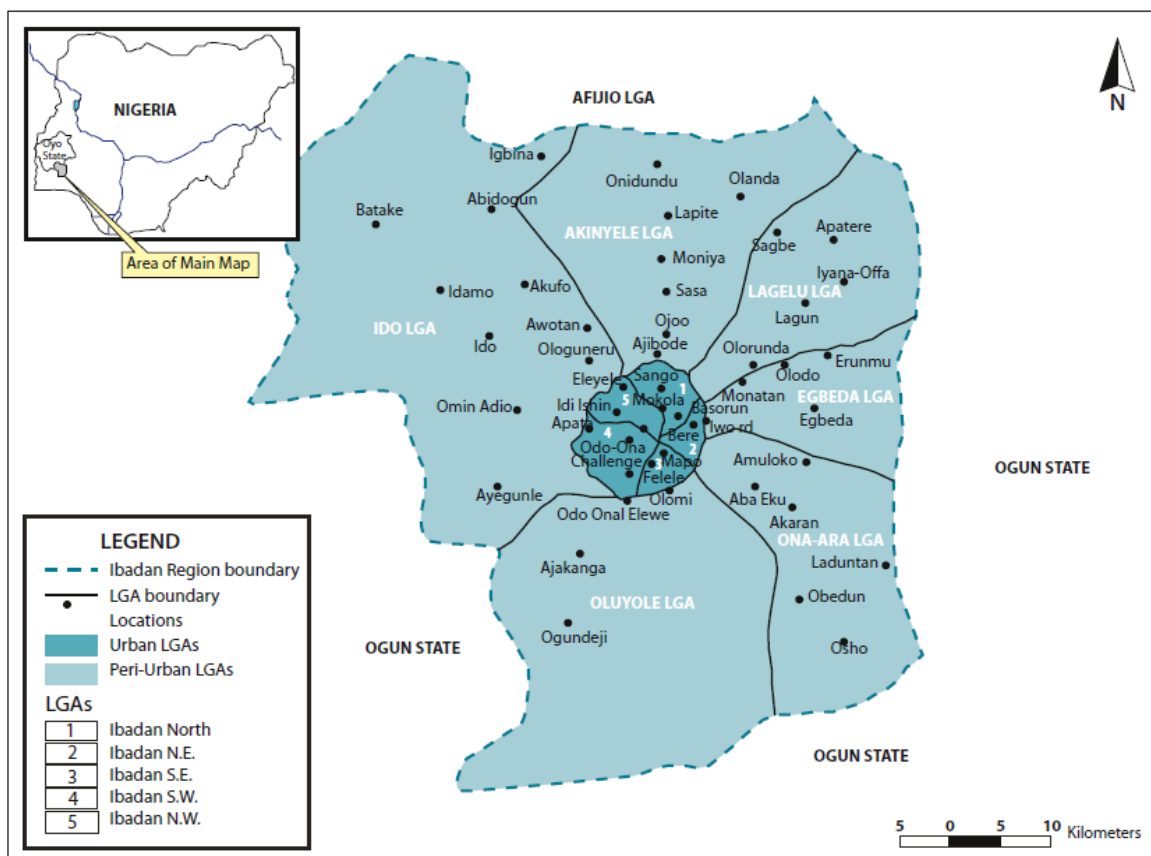 NIGERIA
Oyo
State
Area of Main Map
N
AFIJIO LGA
Igbina
Onidundu
Olanda
Abidogun
Batake
Lapite
AKINYELE LGA
Apatere
Sagbe
Moniya
Iyana-Offa
Akufo
Idamo
Sasa
LAGELU LGA
Lagun
IDO LGA
Awotan
Ojoo
Ido
Ologuneru
Ajibode
Olorunda
Erunmu
Olodo
Eleyele
Sango
1
Monatan
EGBEDA LGA
5
Mokola
Omin Adio
Idi Ishin
Basorun
Egbeda
Apata
4
Bere
Iwo rd
Odo-Ona
2
Challenge
3
Mapo
Amuloko
OGUN STATE
Felele
Ayegunle
Olomi
Aba Eku
Odo Onal Elewe
Akaran
ONA-ARA LGA
Ajakanga
Laduntan
OLUYOLE LGA
Obedun
Ogundeji
OGUN STATE
Osho
OGUN STATE
LEGEND
Ibadan Region boundary
LGA boundary
Locations
Urban LGAs
Peri-Urban LGAs
LGAs
1 Ibadan North
2 Ibadan N.E.
3 Ibadan S.E.
4 Ibadan S.W.
5 Ibadan N.W.
5 0 5 10 Kilometers